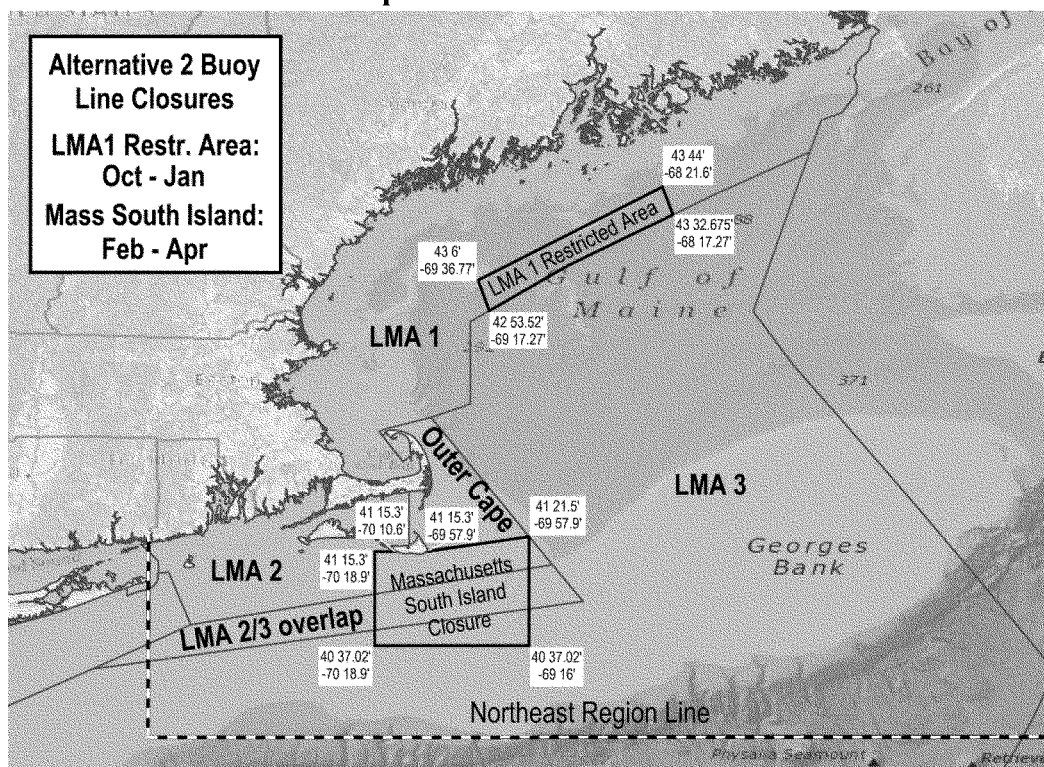 Alternative 2 Buoy
Line Closures
LMA1 Restr. Area:
Oct - Jan
Mass South Island:
Feb - Apr
Bay of
261
43 44'
-68 21.6'
43 32.675'
-68 17.27'
43 6'
-69 36.77'
LMA 1 Restricted Area
Gulf of
Maine
42 53.52'
-69 17.27'
LMA 1
371
Outer Cape
LMA 3
41 15.3'
-70 10.6'
41 15.3'
-69 57.9'
41 21.5'
-69 57.9'
Georges
Bank
LMA 2
41 15.3'
-70 18.9'
Massachusetts
South Island
Closure
LMA 2/3 overlap
40 37.02'
-70 18.9'
40 37.02'
-69 16'
Northeast Region Line
Physalia Seamount
Retrieve